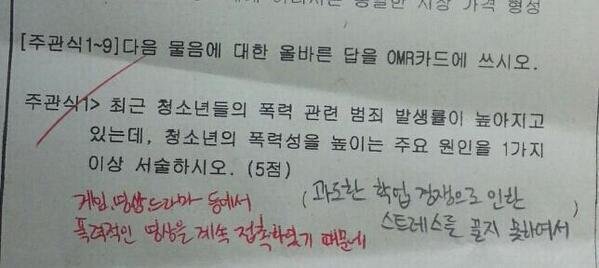 시장 가격 형성
[주관식1~9]다음 물음에 대한 올바른 답을 OMR카드에 쓰시오.
주관식1> 최근 청소년들의 폭력 관련 범죄 발생률이 높아지고
있는데, 청소년의 폭력성을 높이는 주요 원인을 1가지
이상 서술하시오. (5점)
게임, 영상드라마 등에서
폭력적인 영상을 계속 접촉하였기 때문에
(과도한 학업 경쟁으로 인한
스트레스를 풀지 못하여서)